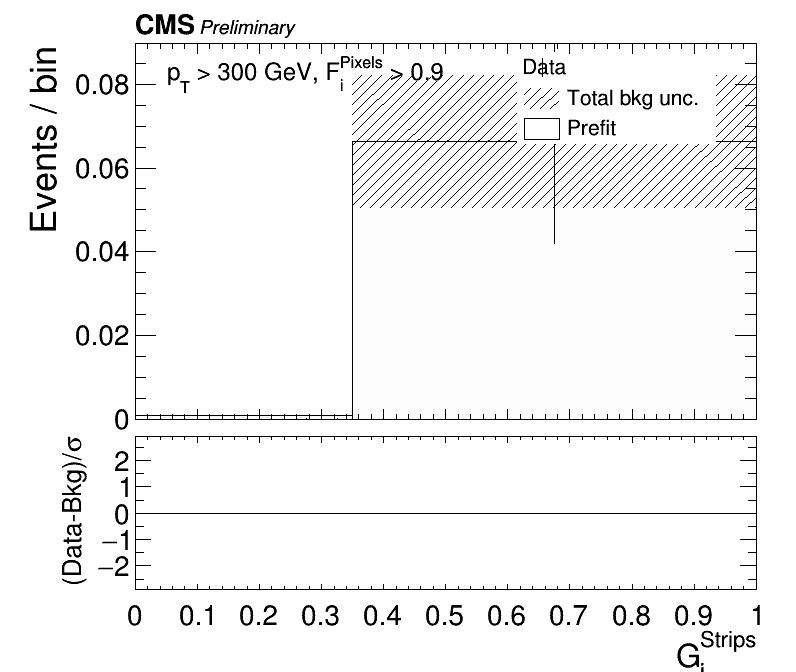 CMS Preliminary
Events / bin
p_T > 300 GeV, F_i^Pixels > 0.9
Data
Total bkg unc.
Prefit
0.08
0.06
0.04
0.02
0
(Data-Bkg)/σ
2
1
0
−1
−2
0 0.1 0.2 0.3 0.4 0.5 0.6 0.7 0.8 0.9 1
G_i^Strips